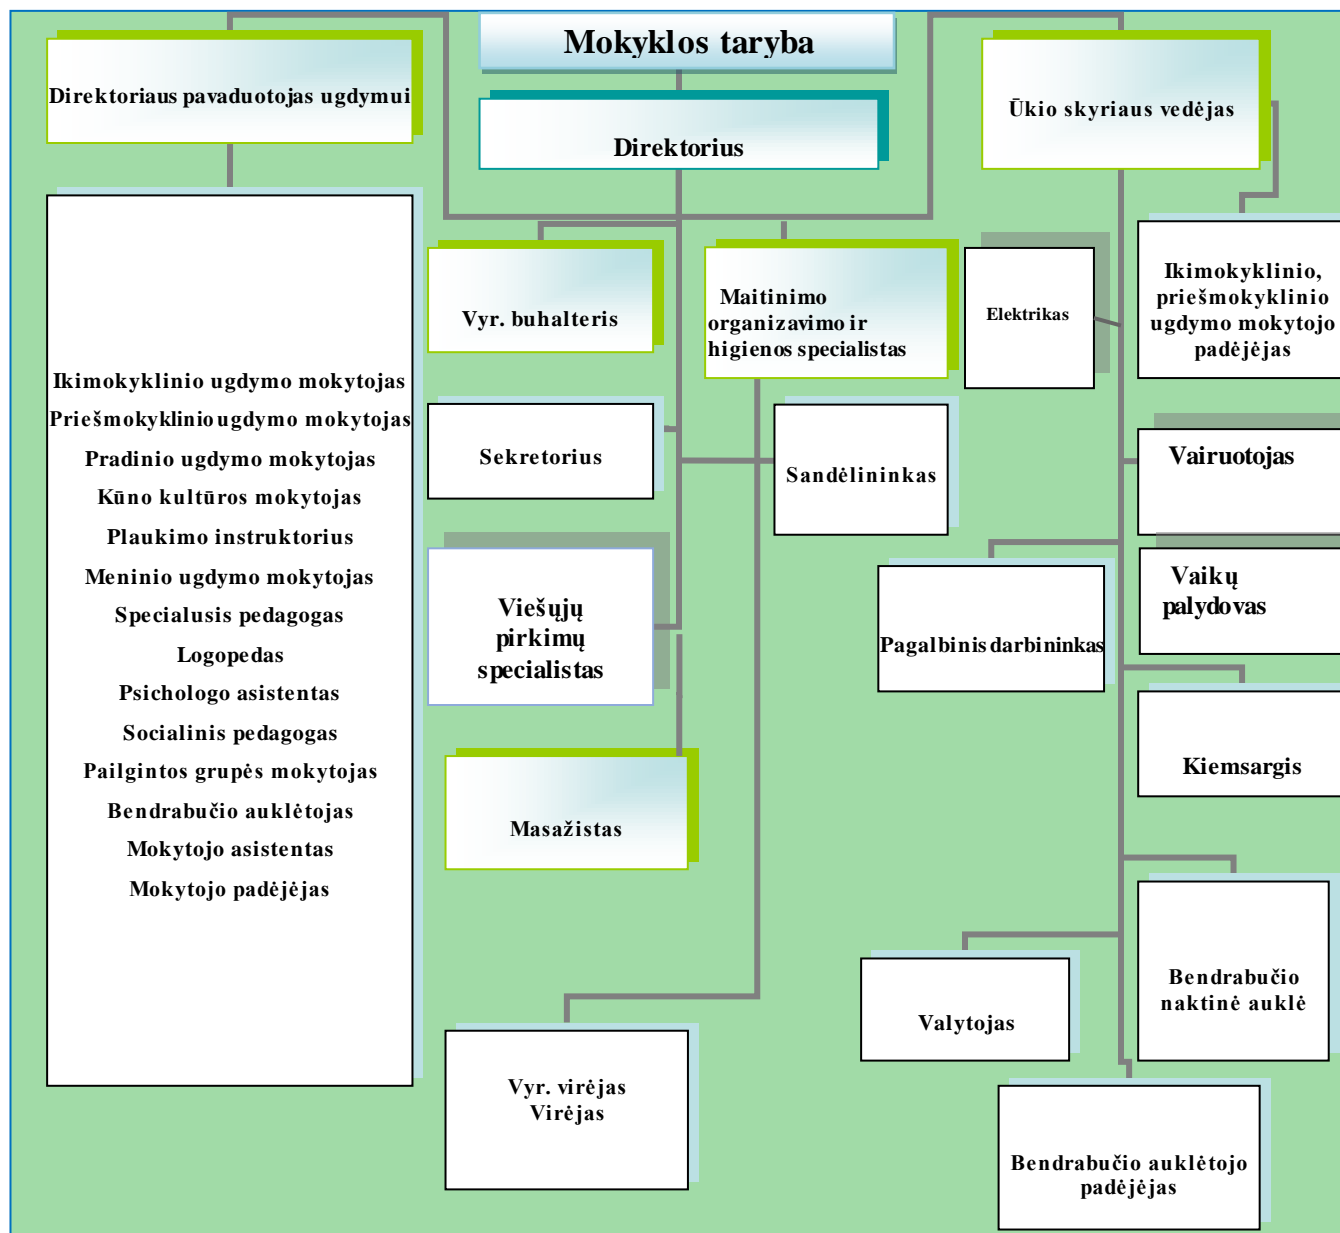 Mokyklos taryba
Direktoriaus pavaduotojas ugdymui
Direktorius
Ūkio skyriaus vedėjas
Ikimokyklinio ugdymo mokytojas
Priešmokyklinio ugdymo mokytojas
Pradinio ugdymo mokytojas
Kūno kultūros mokytojas
Plaukimo instruktorius
Meninio ugdymo mokytojas
Specialusis pedagogas
Logopedas
Psichologo asistentas
Socialinis pedagogas
Pailgintos grupės mokytojas
Bendrabučio auklėtojas
Mokytojo asistentas
Mokytojo padėjėjas
Vyr. buhalteris
Maitinimo
organizavimo ir
higienos specialistas
Sekretorius
Sandėlininkas
Viešųjų
pirkimų
specialistas
Masažistas
Vyr. virėjas
Virėjas
Elektrikas
Ikimokyklinio,
priešmokyklinio
ugdymo mokytojo
padėjėjas
Vairuotojas
Vaikų
palydovas
Pagalbinis darbininkas
Kiemsargis
Bendrabučio
naktinė auklė
Valytojas
Bendrabučio auklėtojo
padėjėjas